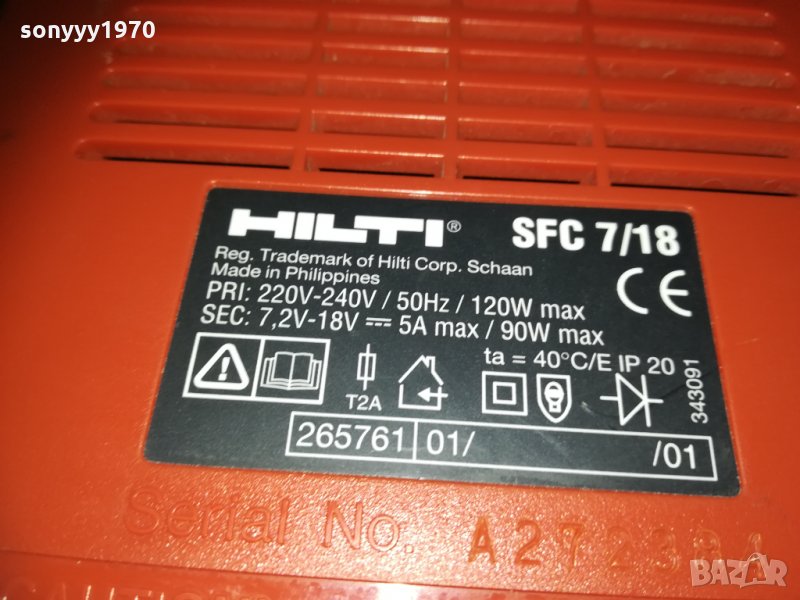 sonyyy1970
HILTI® SFC 7/18
Reg. Trademark of Hilti Corp. Schaan
Made in Philippines
PRI: 220V-240V / 50Hz / 120W max
SEC: 7,2V-18V ⎓ 5A max / 90W max
CE
ta = 40°C/E IP 20
T2A
343091
265761 01/ /01
Serial No.
BAZAR